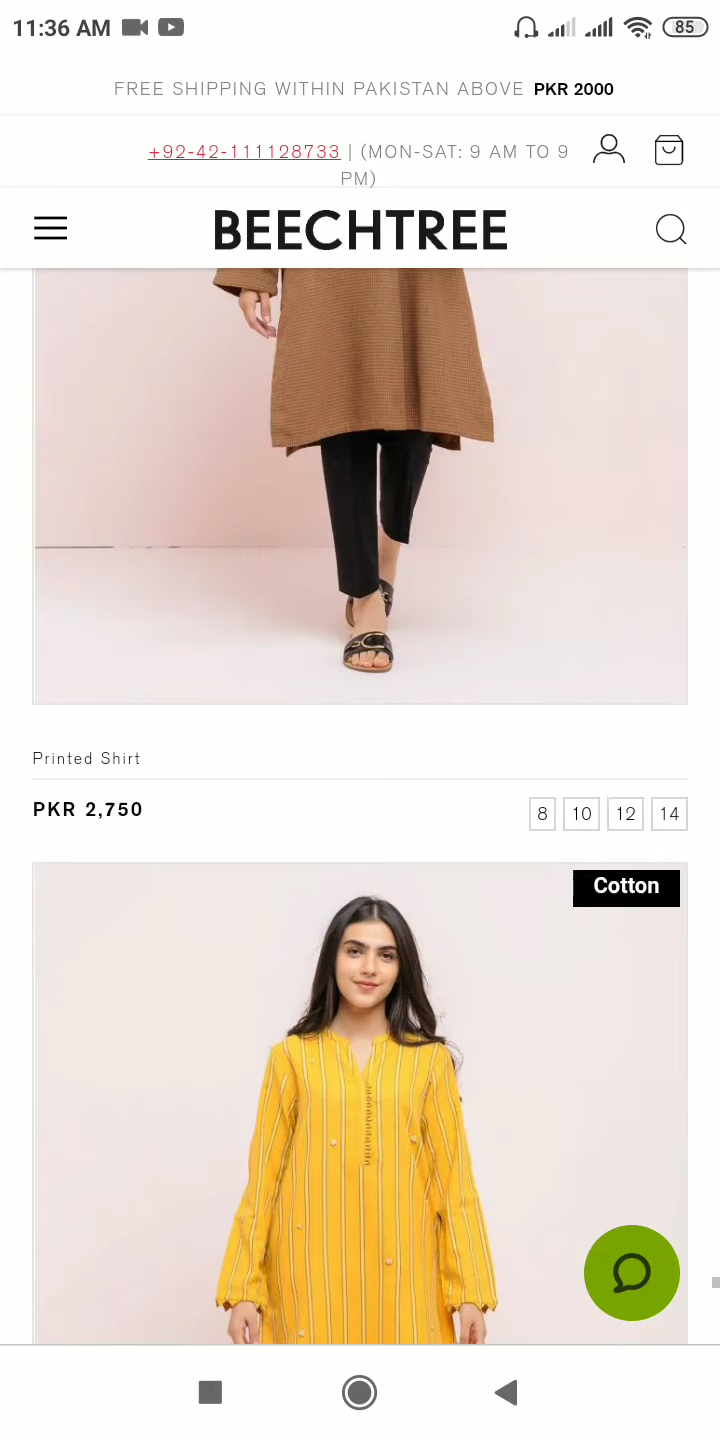 11:36 AM 85
FREE SHIPPING WITHIN PAKISTAN ABOVE PKR 2000
+92-42-111128733 | (MON-SAT: 9 AM TO 9
PM)
BEECHTREE
Printed Shirt
PKR 2,750 8 10 12 14
Cotton